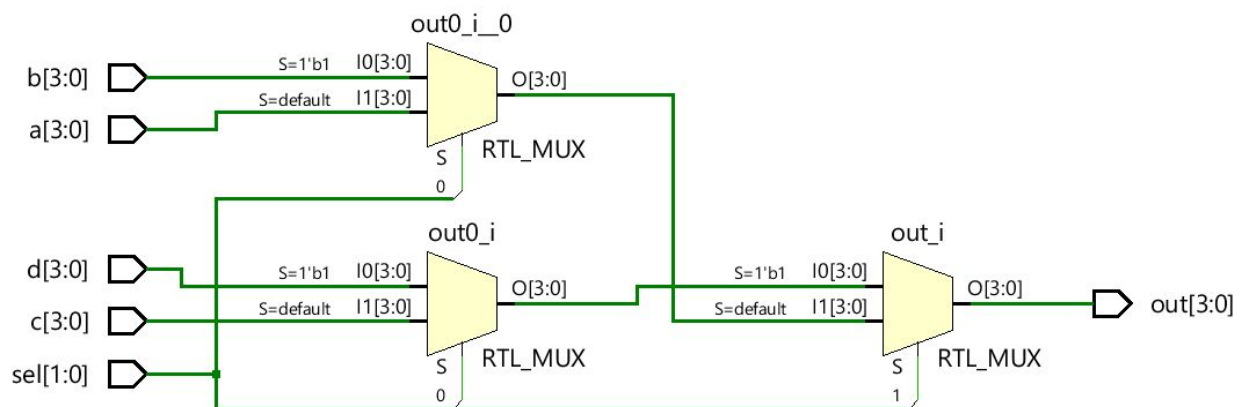 out0_i__0
b[3:0] S=1'b1 I0[3:0] O[3:0]
a[3:0] S=default I1[3:0]
S RTL_MUX
0
out0_i out_i
d[3:0] S=1'b1 I0[3:0] O[3:0] S=1'b1 I0[3:0] O[3:0] out[3:0]
c[3:0] S=default I1[3:0] S=default I1[3:0]
sel[1:0] S RTL_MUX S RTL_MUX
0 1